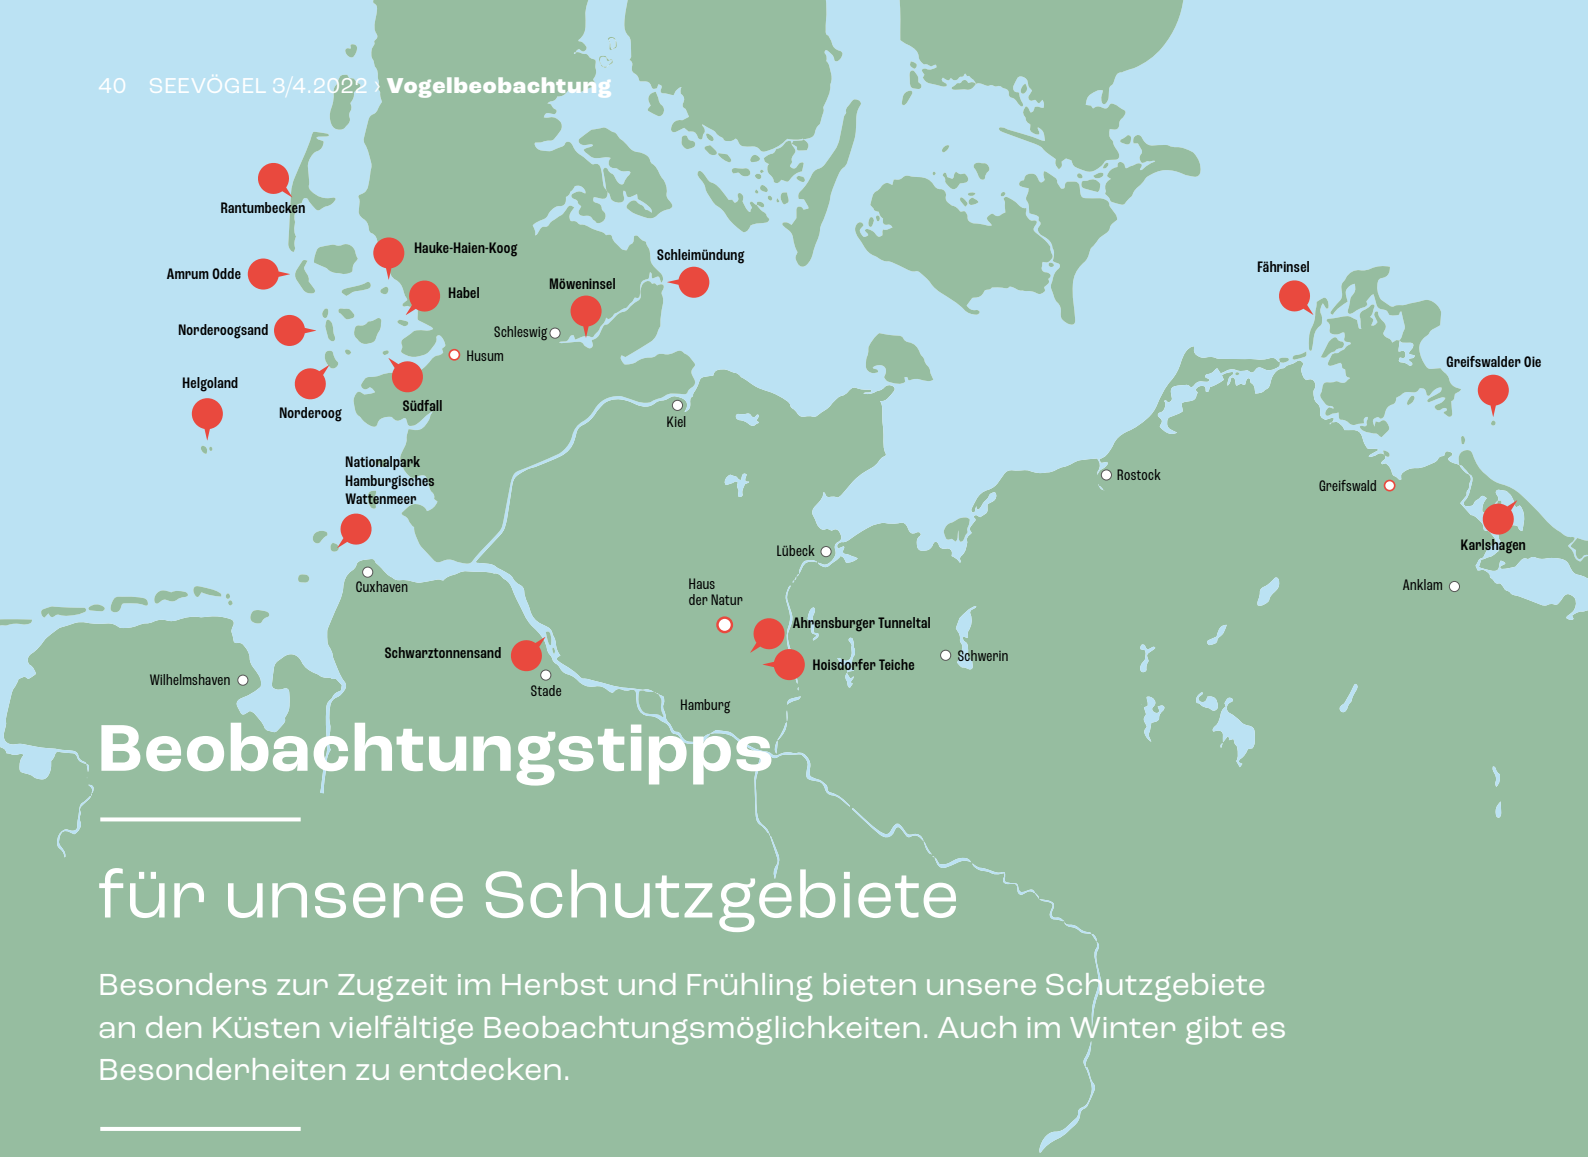 40 SEEVÖGEL 3/4.2022 › Vogelbeobachtung
Rantumbecken
Hauke-Haien-Koog
Schleimündung
Fährinsel
Amrum Odde
Habel
Möweninsel
Norderoogsand
Schleswig
Husum
Greifswalder Oie
Helgoland
Norderoog
Südfall
Kiel
Nationalpark
Hamburgisches
Wattenmeer
Rostock
Greifswald
Karlshagen
Lübeck
Cuxhaven
Haus
der Natur
Anklam
Ahrensburger Tunneltal
Schwarztonnensand
Hoisdorfer Teiche
Schwerin
Wilhelmshaven
Stade
Hamburg
Beobachtungstipps
für unsere Schutzgebiete
Besonders zur Zugzeit im Herbst und Frühling bieten unsere Schutzgebiete
an den Küsten vielfältige Beobachtungsmöglichkeiten. Auch im Winter gibt es
Besonderheiten zu entdecken.